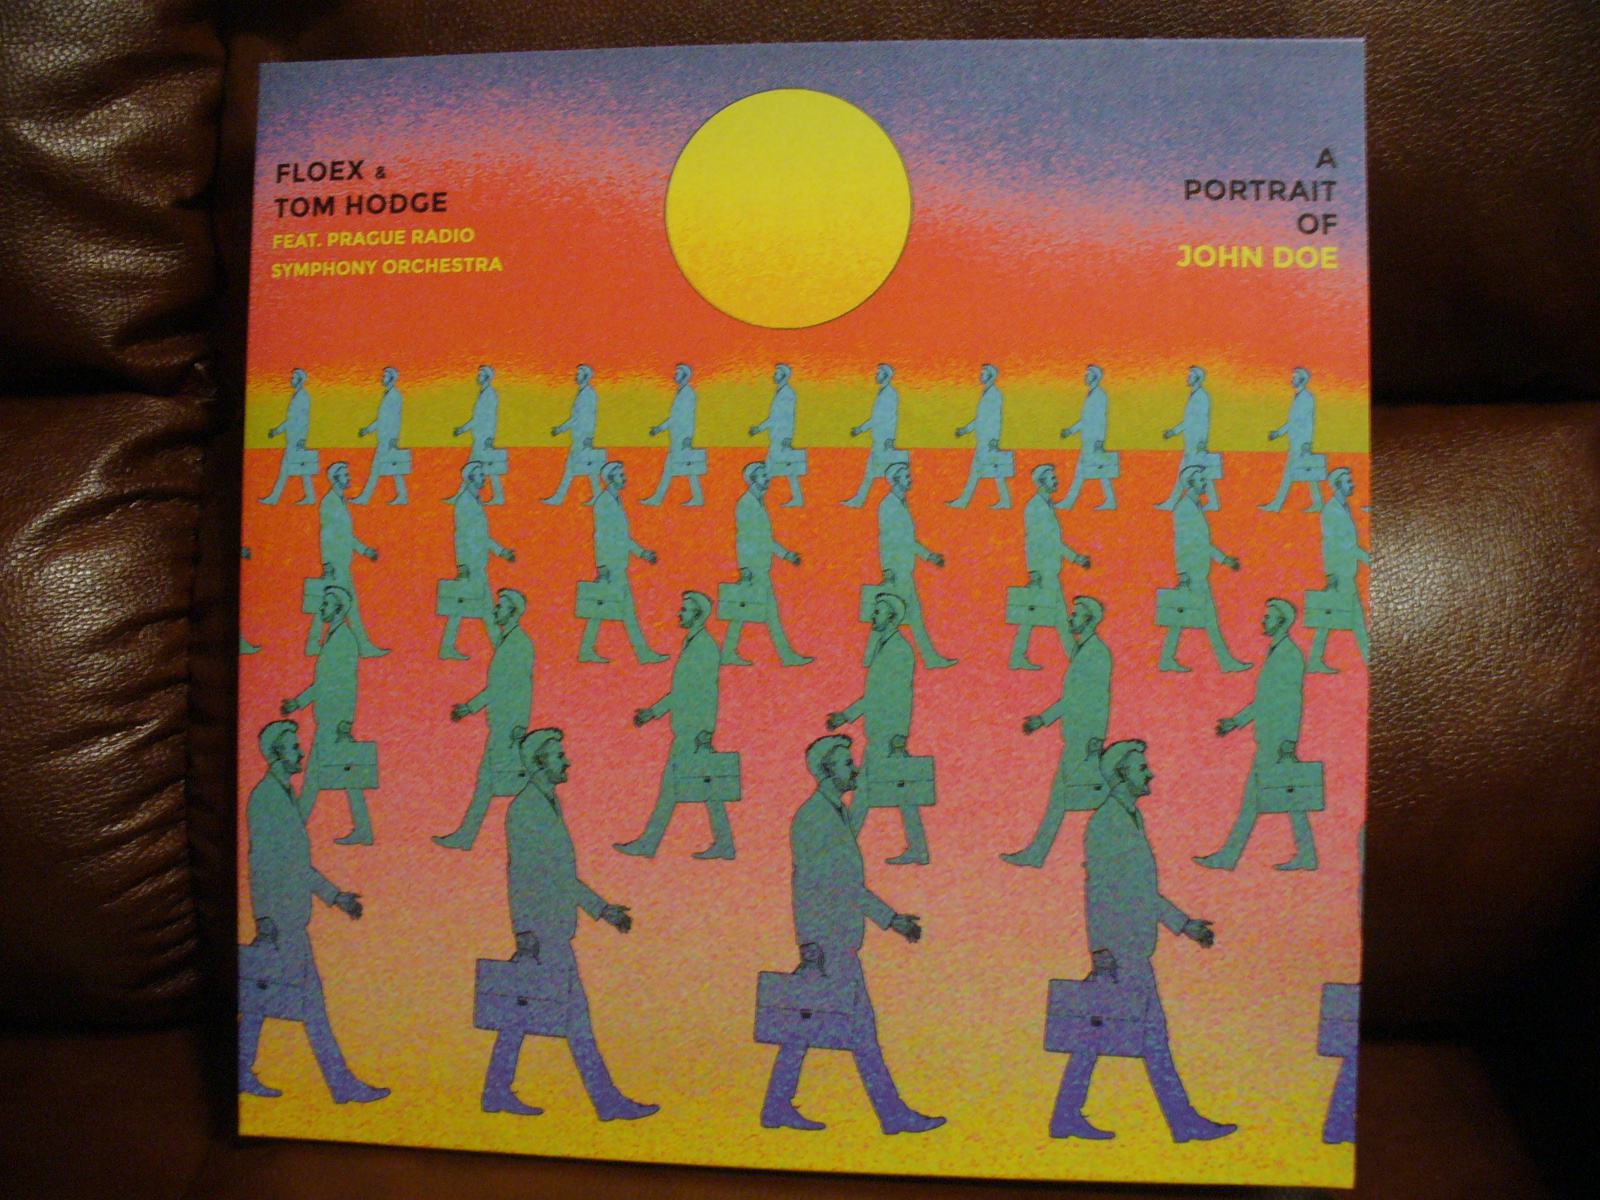 FLOEX &
TOM HODGE
FEAT. PRAGUE RADIO
SYMPHONY ORCHESTRA
A
PORTRAIT
OF
JOHN DOE